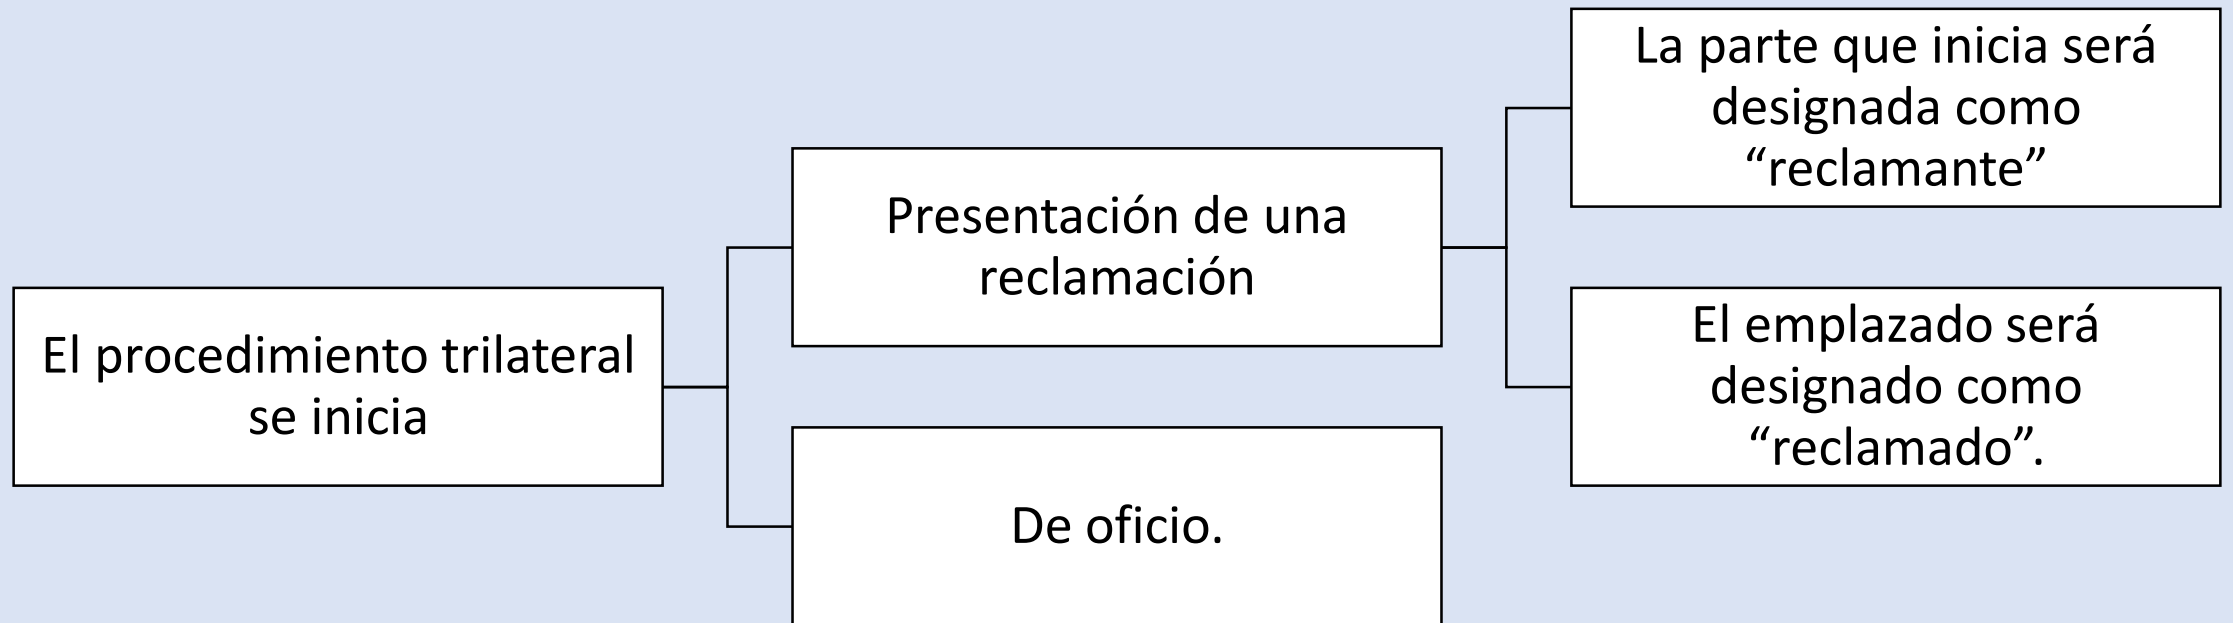 El procedimiento trilateral
se inicia
Presentación de una
reclamación
La parte que inicia será
designada como
“reclamante”
El emplazado será
designado como
“reclamado”.
De oficio.